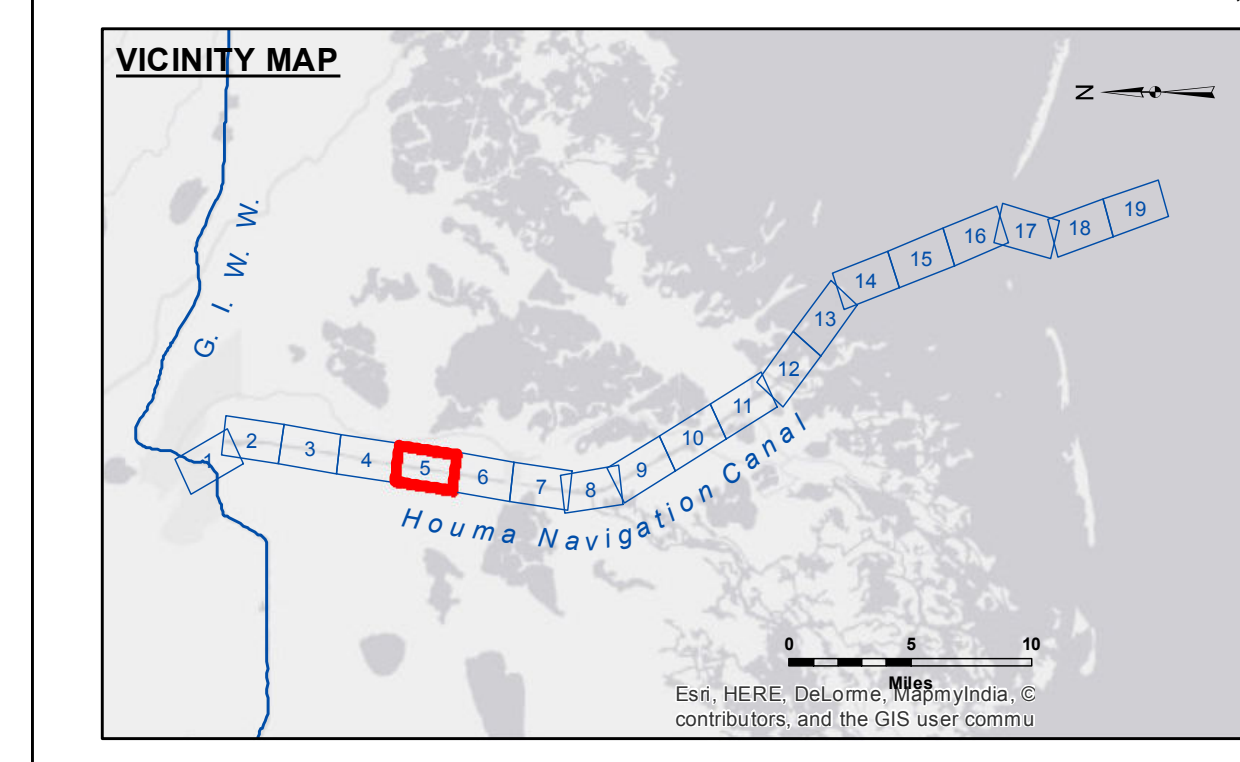 VICINITY MAP
N
G. I. W. W.
1
2
3
4
5
6
7
8
9
10
11
12
13
14
15
16
17
18
19
Houma Navigation Canal
0 5 10
Miles
Esri, HERE, DeLorme, MapmyIndia, ©
contributors, and the GIS user commu